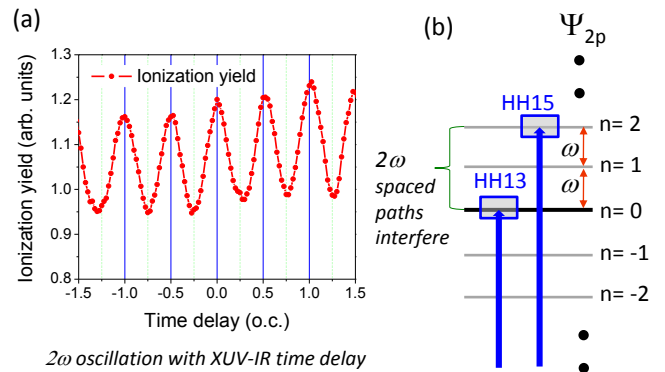 (a)
Ionization yield (arb. units)
1.3
1.2
1.1
1.0
0.9
0.8
Ionization yield
-1.5 -1.0 -0.5 0.0 0.5 1.0 1.5
Time delay (o.c.)
2ω oscillation with XUV-IR time delay
(b)
Ψ2p
HH15
n= 2
ω
n= 1
2ω
spaced
paths
interfere
HH13
ω
n= 0
n= -1
n= -2